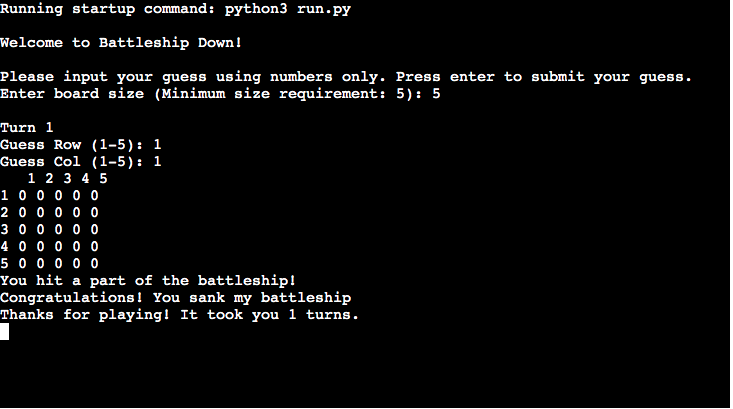 Running startup command: python3 run.py
Welcome to Battleship Down!
Please input your guess using numbers only. Press enter to submit your guess.
Enter board size (Minimum size requirement: 5): 5
Turn 1
Guess Row (1-5): 1
Guess Col (1-5): 1
1 2 3 4 5
1 0 0 0 0 0
2 0 0 0 0 0
3 0 0 0 0 0
4 0 0 0 0 0
5 0 0 0 0 0
You hit a part of the battleship!
Congratulations! You sank my battleship
Thanks for playing! It took you 1 turns.